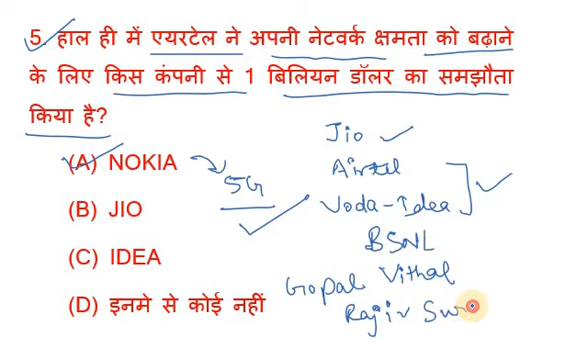 5. हाल ही में एयरटेल ने अपनी नेटवर्क क्षमता को बढ़ाने
के लिए किस कंपनी से 1 बिलियन डॉलर का समझौता
किया है?
Jio
(A) NOKIA
5G
Airtel
(B) JIO
Voda-Idea
BSNL
(C) IDEA
Gopal Vithal
(D) इनमे से कोई नहीं
Rajiv